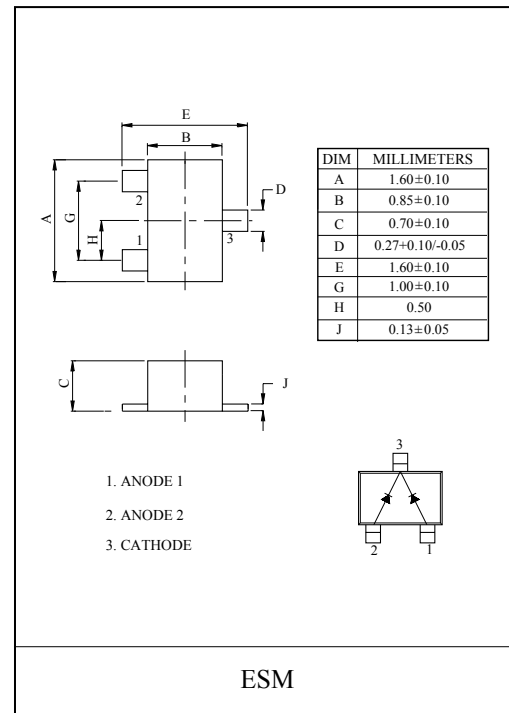 E
B
A
G
H
2
1
3
D
DIM MILLIMETERS
A 1.60±0.10
B 0.85±0.10
C 0.70±0.10
D 0.27+0.10/-0.05
E 1.60±0.10
G 1.00±0.10
H 0.50
J 0.13±0.05
C
J
1. ANODE 1
2. ANODE 2
3. CATHODE
3
2 1
ESM